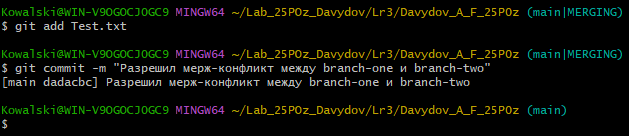 Kowalski@WIN-V9OGOCJOGC9 MINGW64 ~/Lab_25POz_Davydov/Lr3/Davydov_A_F_25POz (main|MERGING)
$ git add Test.txt
Kowalski@WIN-V9OGOCJOGC9 MINGW64 ~/Lab_25POz_Davydov/Lr3/Davydov_A_F_25POz (main|MERGING)
$ git commit -m "Разрешил мерж-конфликт между branch-one и branch-two"
[main dadacbc] Разрешил мерж-конфликт между branch-one и branch-two
Kowalski@WIN-V9OGOCJOGC9 MINGW64 ~/Lab_25POz_Davydov/Lr3/Davydov_A_F_25POz (main)
$